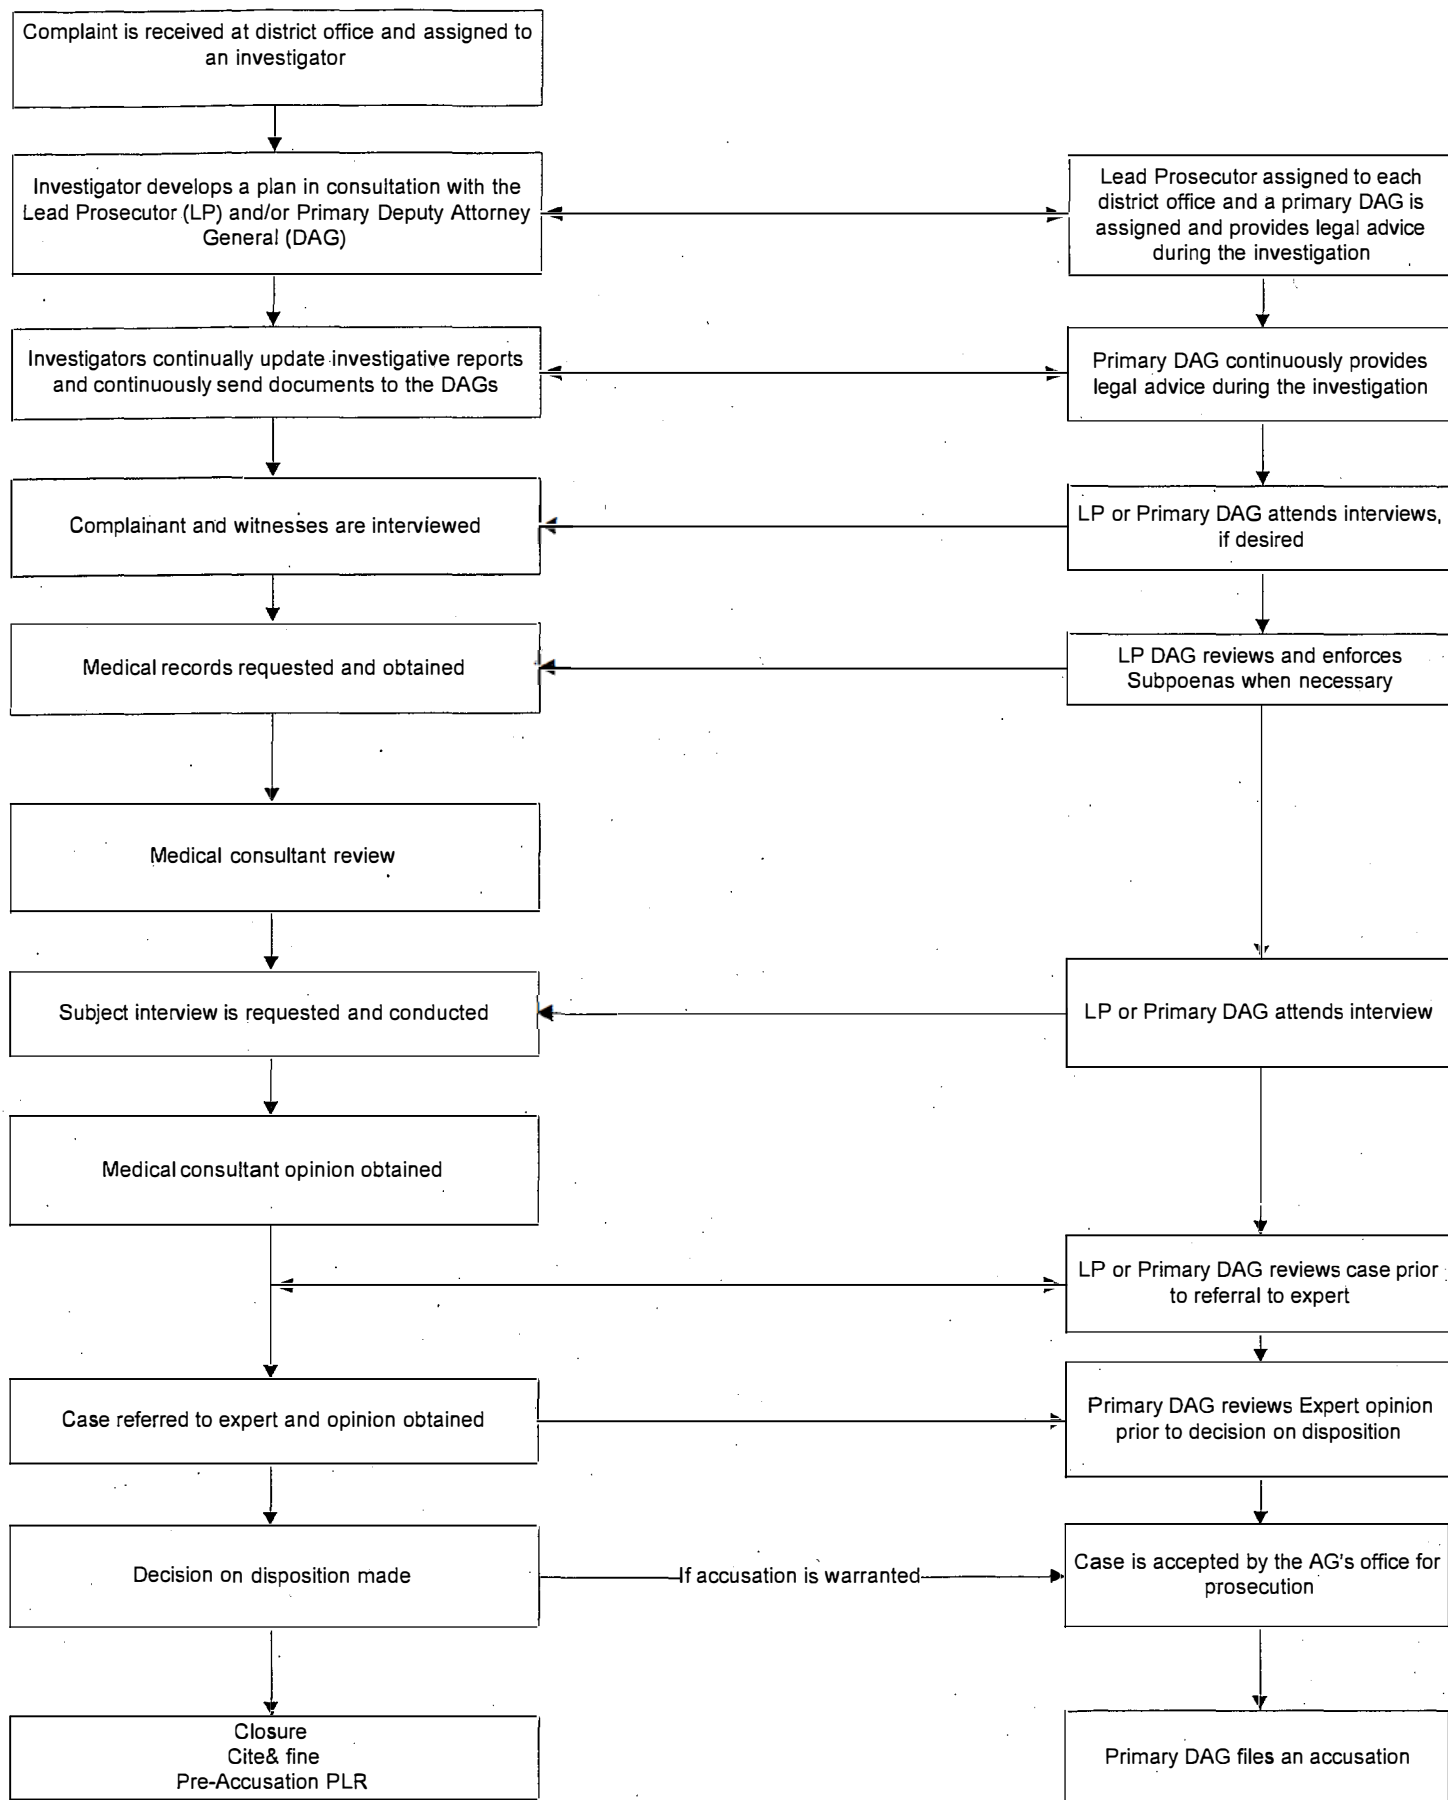 Complaint is received at district office and assigned to
an investigator
Investigator develops a plan in consultation with the
Lead Prosecutor (LP) and/or Primary Deputy Attorney
General (DAG)
Lead Prosecutor assigned to each
district office and a primary DAG is
assigned and provides legal advice
during the investigation
Investigators continually update investigative reports
and continuously send documents to the DAGs
Primary DAG continuously provides
legal advice during the investigation
Complainant and witnesses are interviewed
LP or Primary DAG attends interviews,
if desired
Medical records requested and obtained
LP DAG reviews and enforces
Subpoenas when necessary
Medical consultant review
Subject interview is requested and conducted
LP or Primary DAG attends interview
Medical consultant opinion obtained
LP or Primary DAG reviews case prior
to referral to expert
Case referred to expert and opinion obtained
Primary DAG reviews Expert opinion
prior to decision on disposition
Decision on disposition made
If accusation is warranted
Case is accepted by the AG's office for
prosecution
Closure
Cite& fine
Pre-Accusation PLR
Primary DAG files an accusation